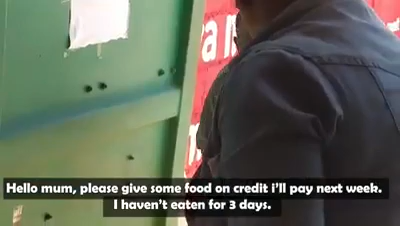 Hello mum, please give some food on credit i'll pay next week.
I haven't eaten for 3 days.